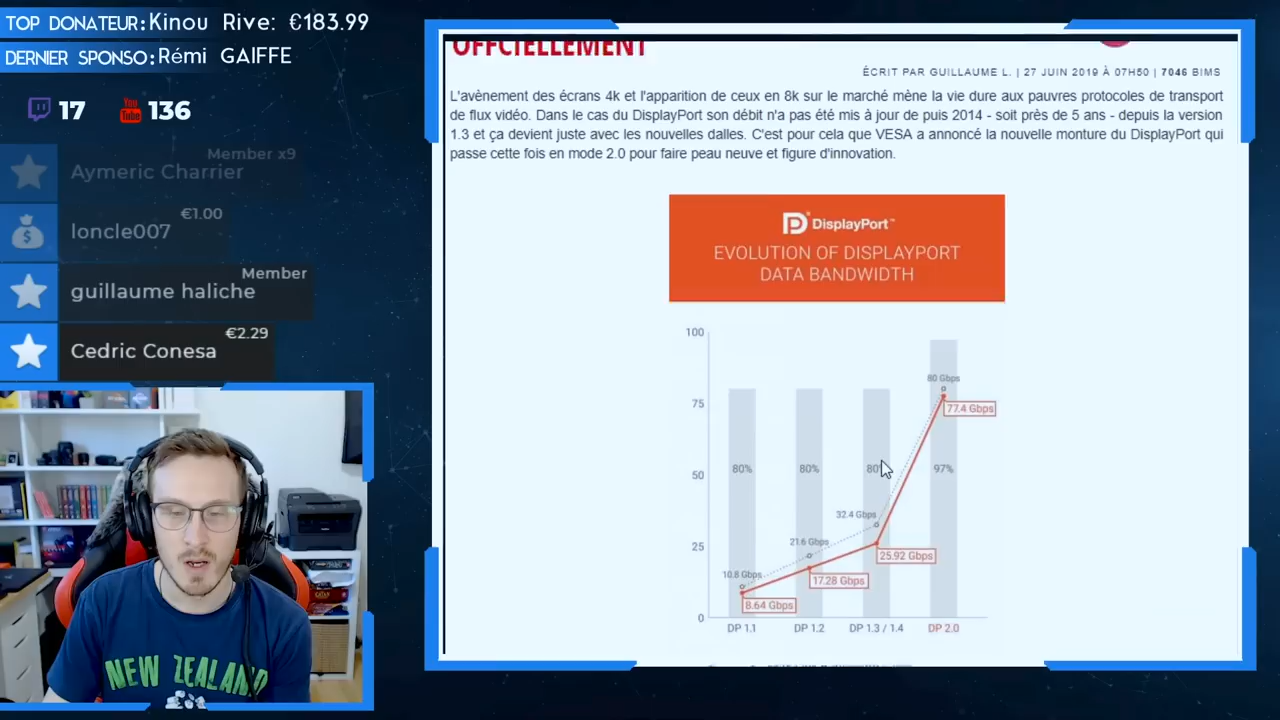 TOP DONATEUR: Kinou Rive: €183.99
DERNIER SPONSO: Rémi GAIFFE
17
You Tube 136
Member x9
Aymeric Charrier
€1.00
loncle007
Member
guillaume haliche
€2.29
Cedric Conesa
NEW ZEALAND
OFFCIELLEMENT
ÉCRIT PAR GUILLAUME L. | 27 JUIN 2019 À 07H50 | 7046 BIMS
L'avènement des écrans 4k et l'apparition de ceux en 8k sur le marché mène la vie dure aux pauvres protocoles de transport
de flux vidéo. Dans le cas du DisplayPort son débit n'a pas été mis à jour de puis 2014 - soit près de 5 ans - depuis la version
1.3 et ça devient juste avec les nouvelles dalles. C'est pour cela que VESA a annoncé la nouvelle monture du DisplayPort qui
passe cette fois en mode 2.0 pour faire peau neuve et figure d'innovation.
DisplayPort™
EVOLUTION OF DISPLAYPORT
DATA BANDWIDTH
100
75
50
25
0
80% 80% 80% 97%
80 Gbps
77.4 Gbps
32.4 Gbps
25.92 Gbps
21.6 Gbps
17.28 Gbps
10.8 Gbps
8.64 Gbps
DP 1.1 DP 1.2 DP 1.3 / 1.4 DP 2.0